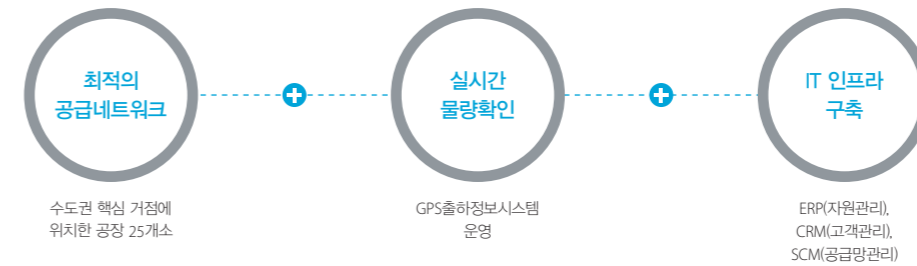 최적의
공급네트워크
실시간
물량확인
IT 인프라
구축
수도권 핵심 거점에
위치한 공장 25개소
GPS출하정보시스템
운영
ERP(자원관리),
CRM(고객관리),
SCM(공급망관리)